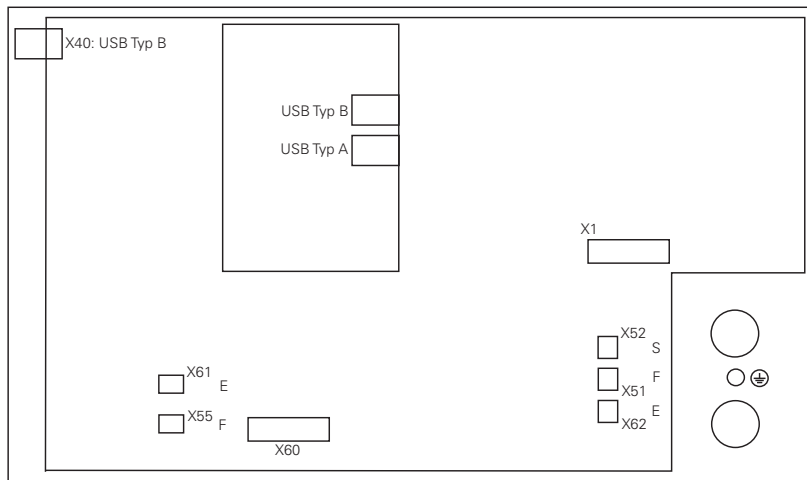 X40: USB Typ B
USB Typ B
USB Typ A
X1
X52
S
X61
E
F
X51
X55
F
E
X62
X60